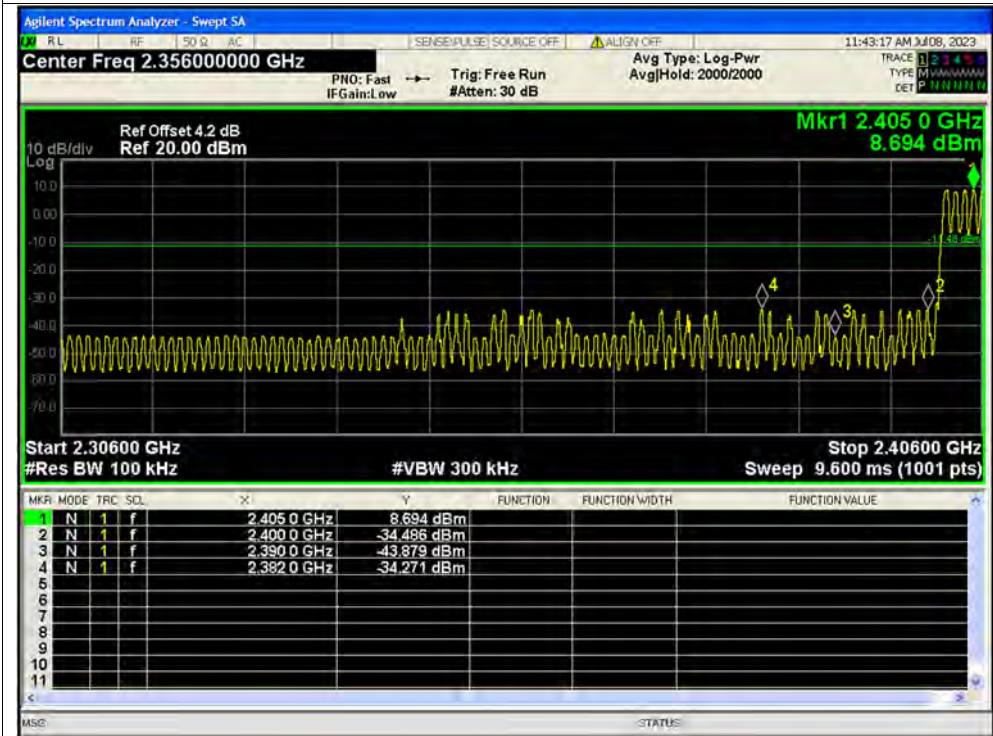 Agilent Spectrum Analyzer - Swept SA
RL RF 50 Ω AC SENSE:PULSE SOURCE OFF ALIGN OFF 11:43:17 AM Jul 08, 2023
Center Freq 2.356000000 GHz
PNO: Fast
IFGain:Low
Trig: Free Run
#Atten: 30 dB
Avg Type: Log-Pwr
Avg|Hold: 2000/2000
TRACE 1 2 3 4 5 6
TYPE M
DET P N N N N N
Mkr1 2.405 0 GHz
8.694 dBm
Ref Offset 4.2 dB
10 dB/div Ref 20.00 dBm
Log
10.0
0.00
-10.0
-11.48 dBm
-20.0
-30.0
-40.0
-50.0
-60.0
-70.0
1
2
3
4
Start 2.30600 GHz Stop 2.40600 GHz
#Res BW 100 kHz #VBW 300 kHz Sweep 9.600 ms (1001 pts)
MKR MODE TRC SCL X Y FUNCTION FUNCTION WIDTH FUNCTION VALUE
1 N 1 f 2.405 0 GHz 8.694 dBm
2 N 1 f 2.400 0 GHz -34.486 dBm
3 N 1 f 2.390 0 GHz -43.879 dBm
4 N 1 f 2.382 0 GHz -34.271 dBm
5
6
7
8
9
10
11
MSG STATUS